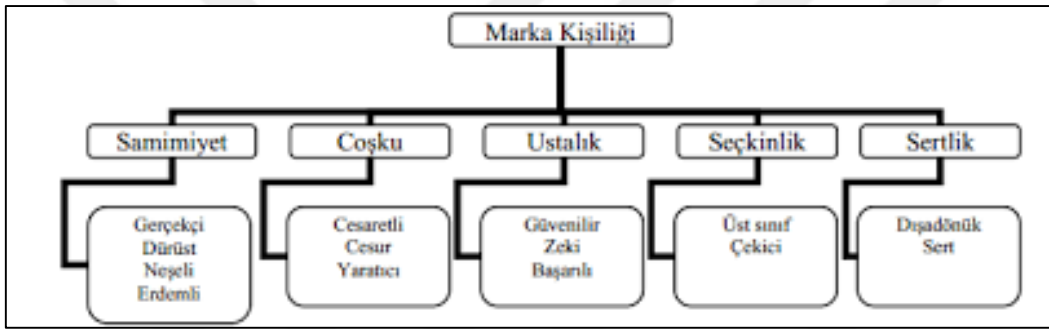 Marka Kişiliği
Samimiyet
Coşku
Ustalık
Seçkinlik
Sertlik
Gerçekçi
Dürüst
Neşeli
Erdemli
Cesaretli
Cesur
Yaratıcı
Güvenilir
Zeki
Başarılı
Üst sınıf
Çekici
Dışadönük
Sert